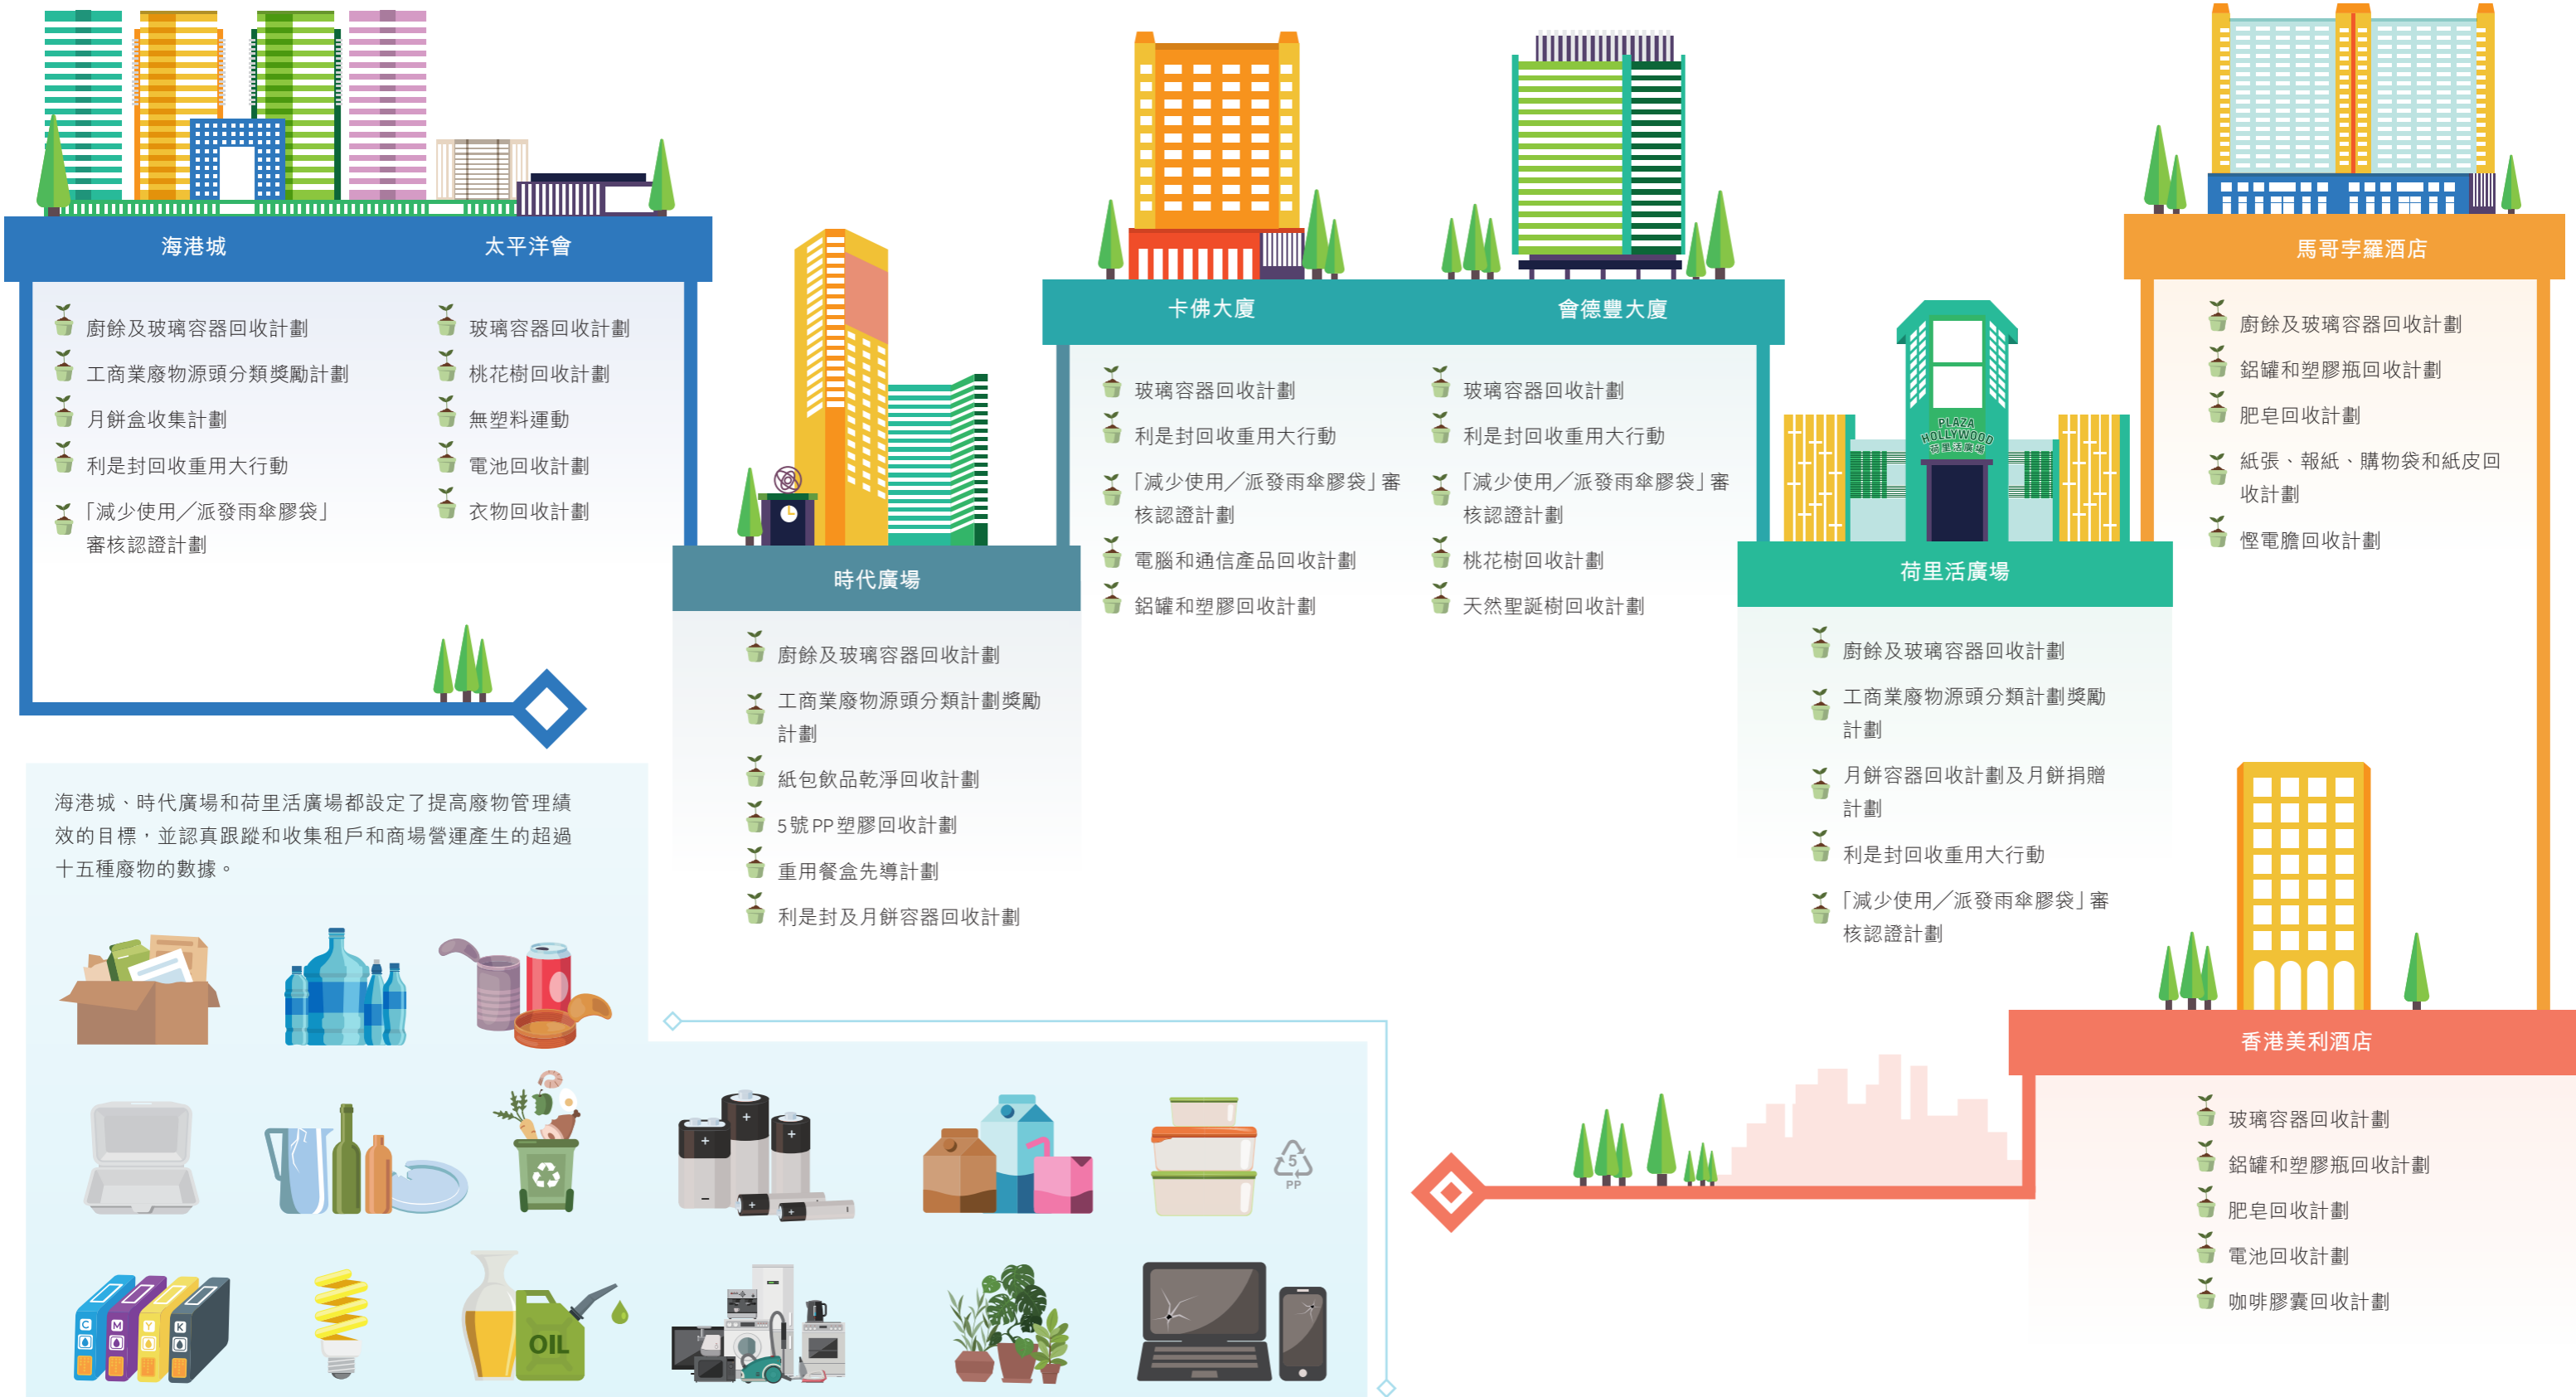 海港城
廚餘及玻璃容器回收計劃
工商業廢物源頭分類獎勵計劃
月餅盒收集計劃
利是封回收重用大行動
「減少使用／派發雨傘膠袋」
審核認證計劃
太平洋會
玻璃容器回收計劃
桃花樹回收計劃
無塑料運動
電池回收計劃
衣物回收計劃
時代廣場
廚餘及玻璃容器回收計劃
工商業廢物源頭分類計劃獎勵
計劃
紙包飲品乾淨回收計劃
5號PP塑膠回收計劃
重用餐盒先導計劃
利是封及月餅容器回收計劃
卡佛大廈
玻璃容器回收計劃
利是封回收重用大行動
「減少使用／派發雨傘膠袋」審
核認證計劃
電腦和通信產品回收計劃
鋁罐和塑膠回收計劃
會德豐大廈
玻璃容器回收計劃
利是封回收重用大行動
「減少使用／派發雨傘膠袋」審
核認證計劃
桃花樹回收計劃
天然聖誕樹回收計劃
PLAZA
HOLLYWOOD
荷里活廣場
荷里活廣場
廚餘及玻璃容器回收計劃
工商業廢物源頭分類計劃獎勵
計劃
月餅容器回收計劃及月餅捐贈
計劃
利是封回收重用大行動
「減少使用／派發雨傘膠袋」審
核認證計劃
馬哥孛羅酒店
廚餘及玻璃容器回收計劃
鋁罐和塑膠瓶回收計劃
肥皂回收計劃
紙張、報紙、購物袋和紙皮回
收計劃
慳電膽回收計劃
香港美利酒店
玻璃容器回收計劃
鋁罐和塑膠瓶回收計劃
肥皂回收計劃
電池回收計劃
咖啡膠囊回收計劃
海港城、時代廣場和荷里活廣場都設定了提高廢物管理績
效的目標，並認真跟蹤和收集租戶和商場營運產生的超過
十五種廢物的數據。
5
PP
C
M
Y
K
OIL